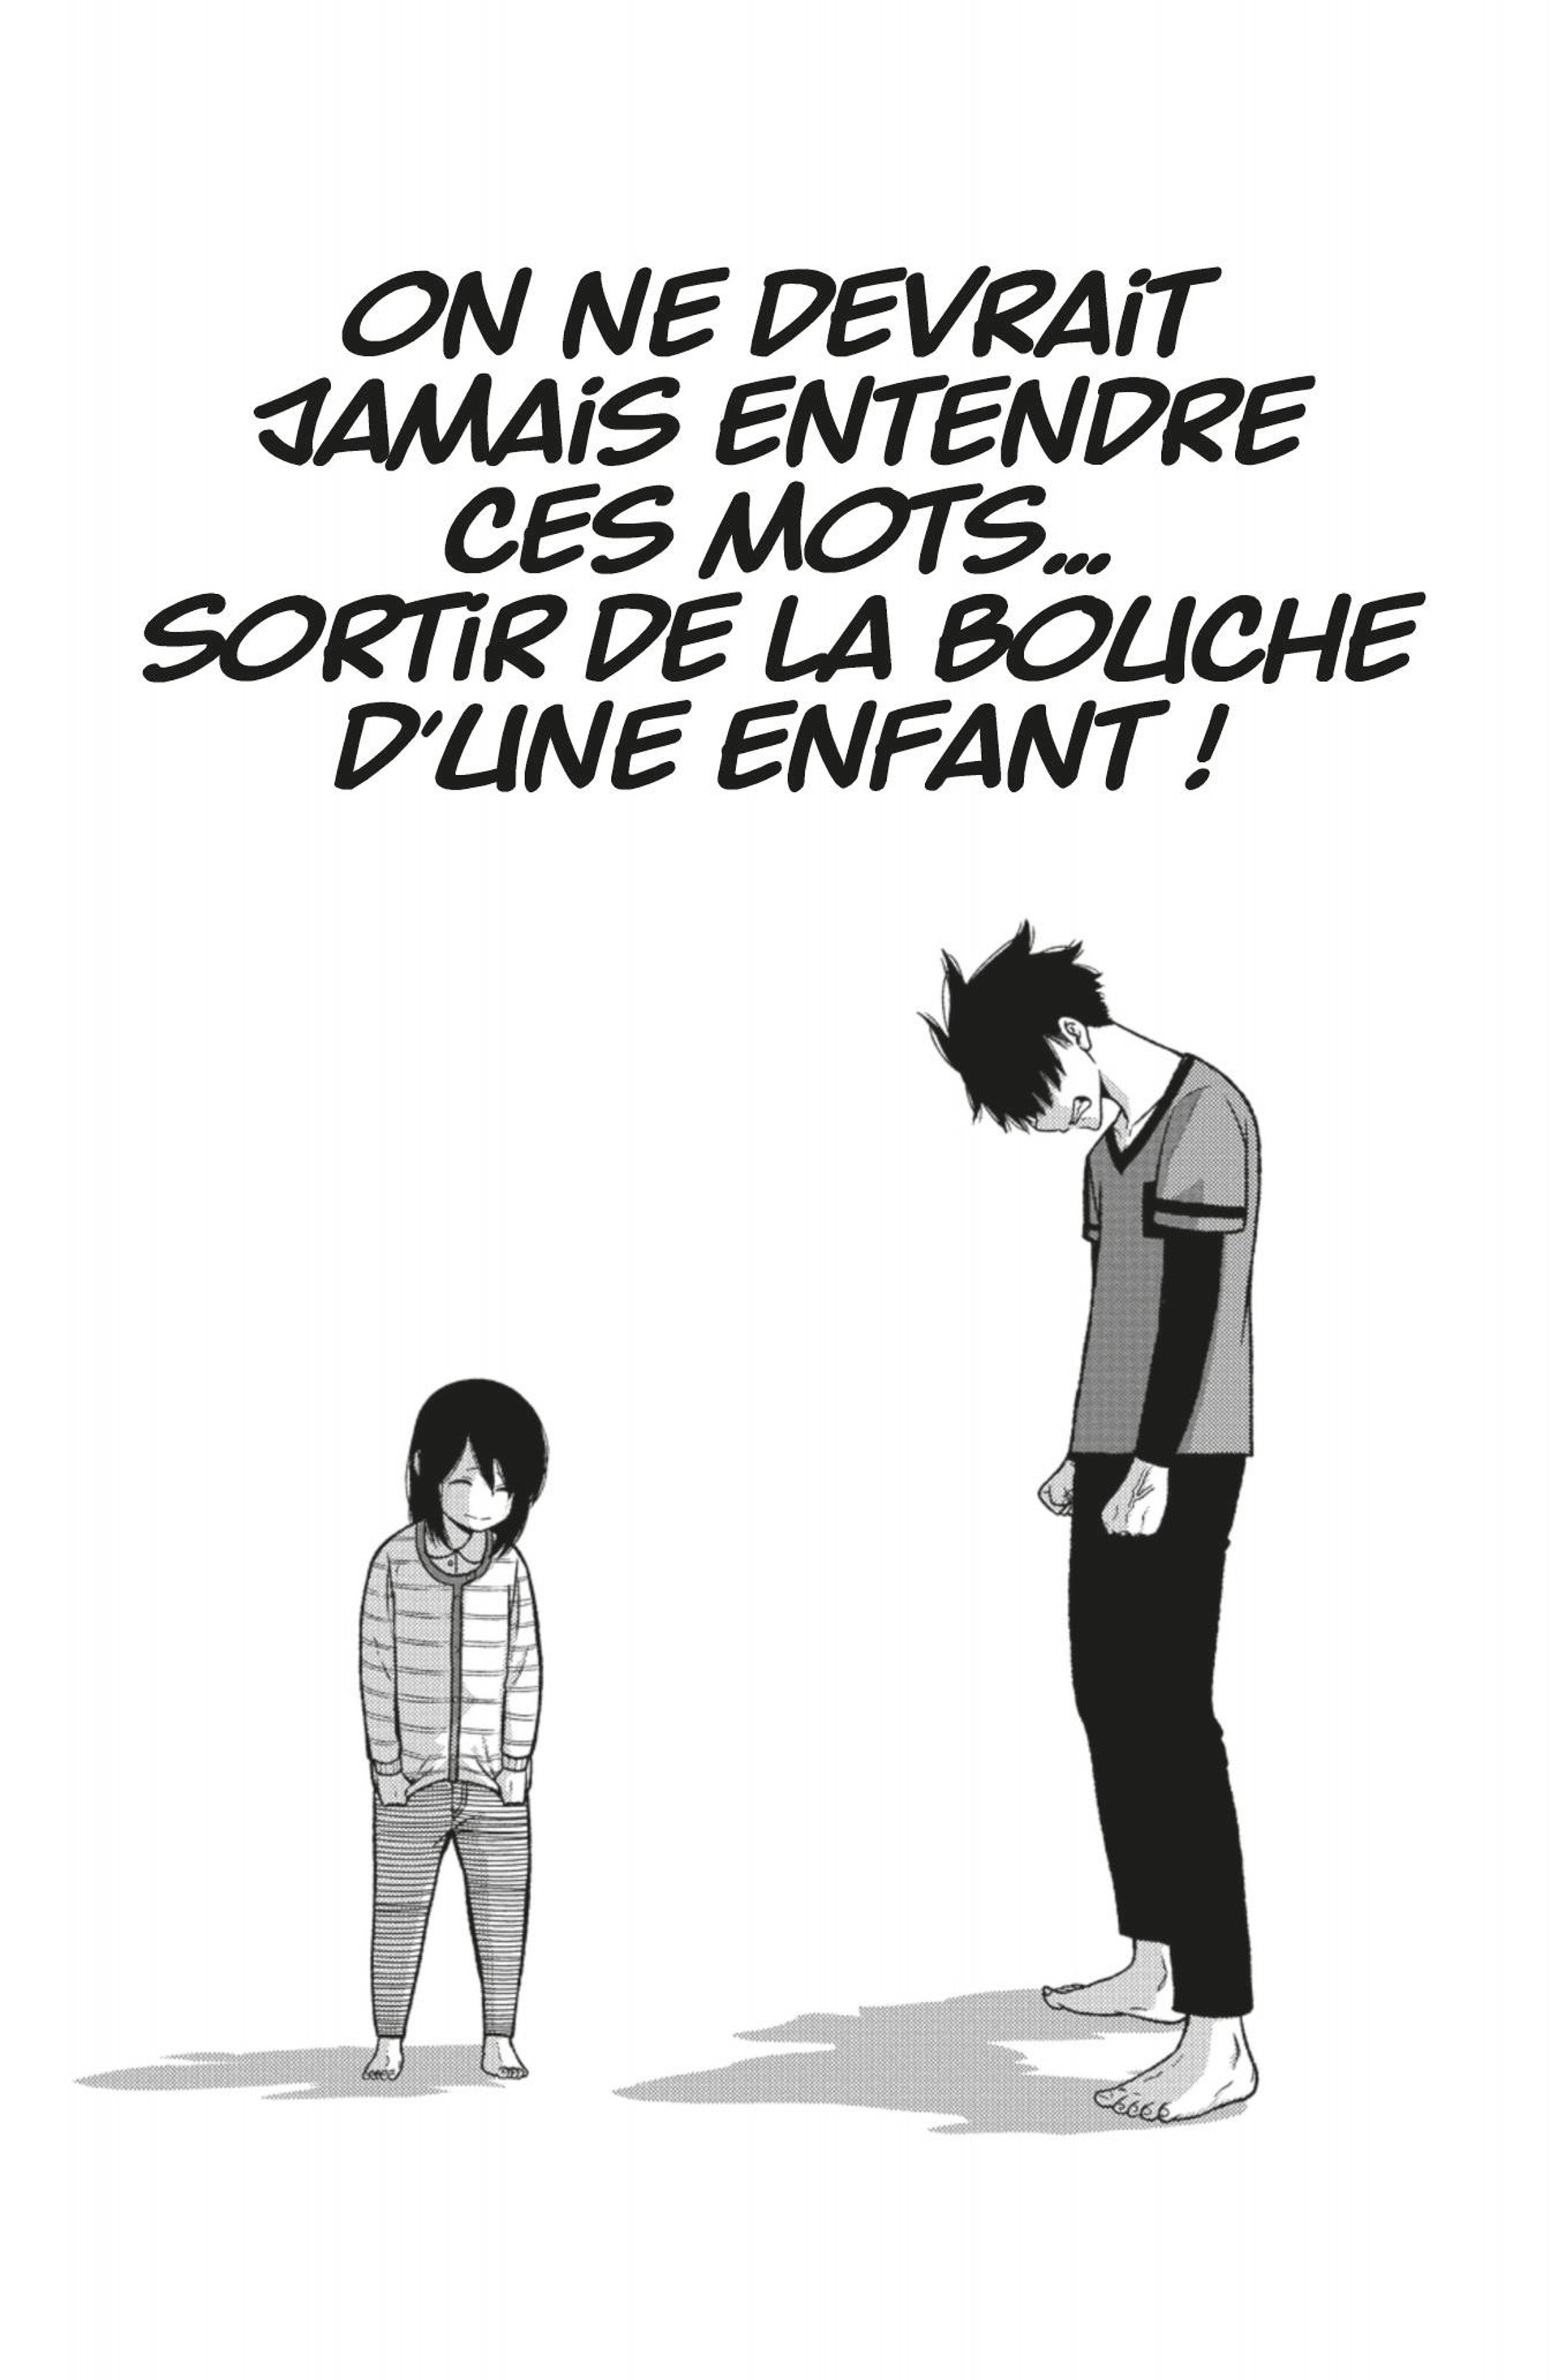 ON NE DEVRAiT
JAMAiS ENTENDRE
CES MOTS...
SORTiR DE LA BOUCHE
D'UNE ENFANT !